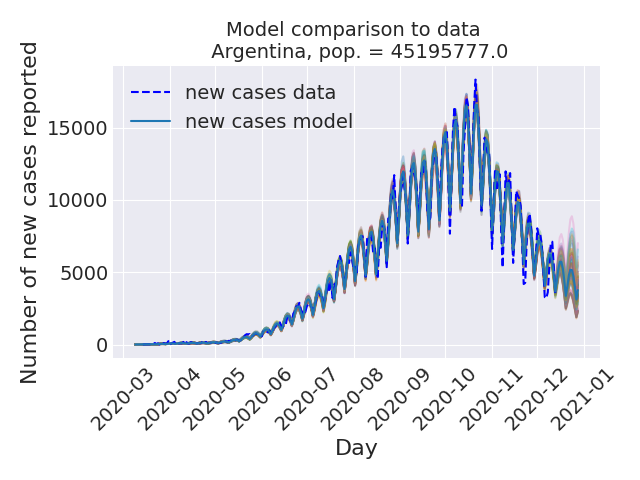 Model comparison to data
Argentina, pop. = 45195777.0
new cases data
new cases model
Number of new cases reported
15000
10000
5000
0
2020-03
2020-04
2020-05
2020-06
2020-07
2020-08
2020-09
2020-10
2020-11
2020-12
2021-01
Day